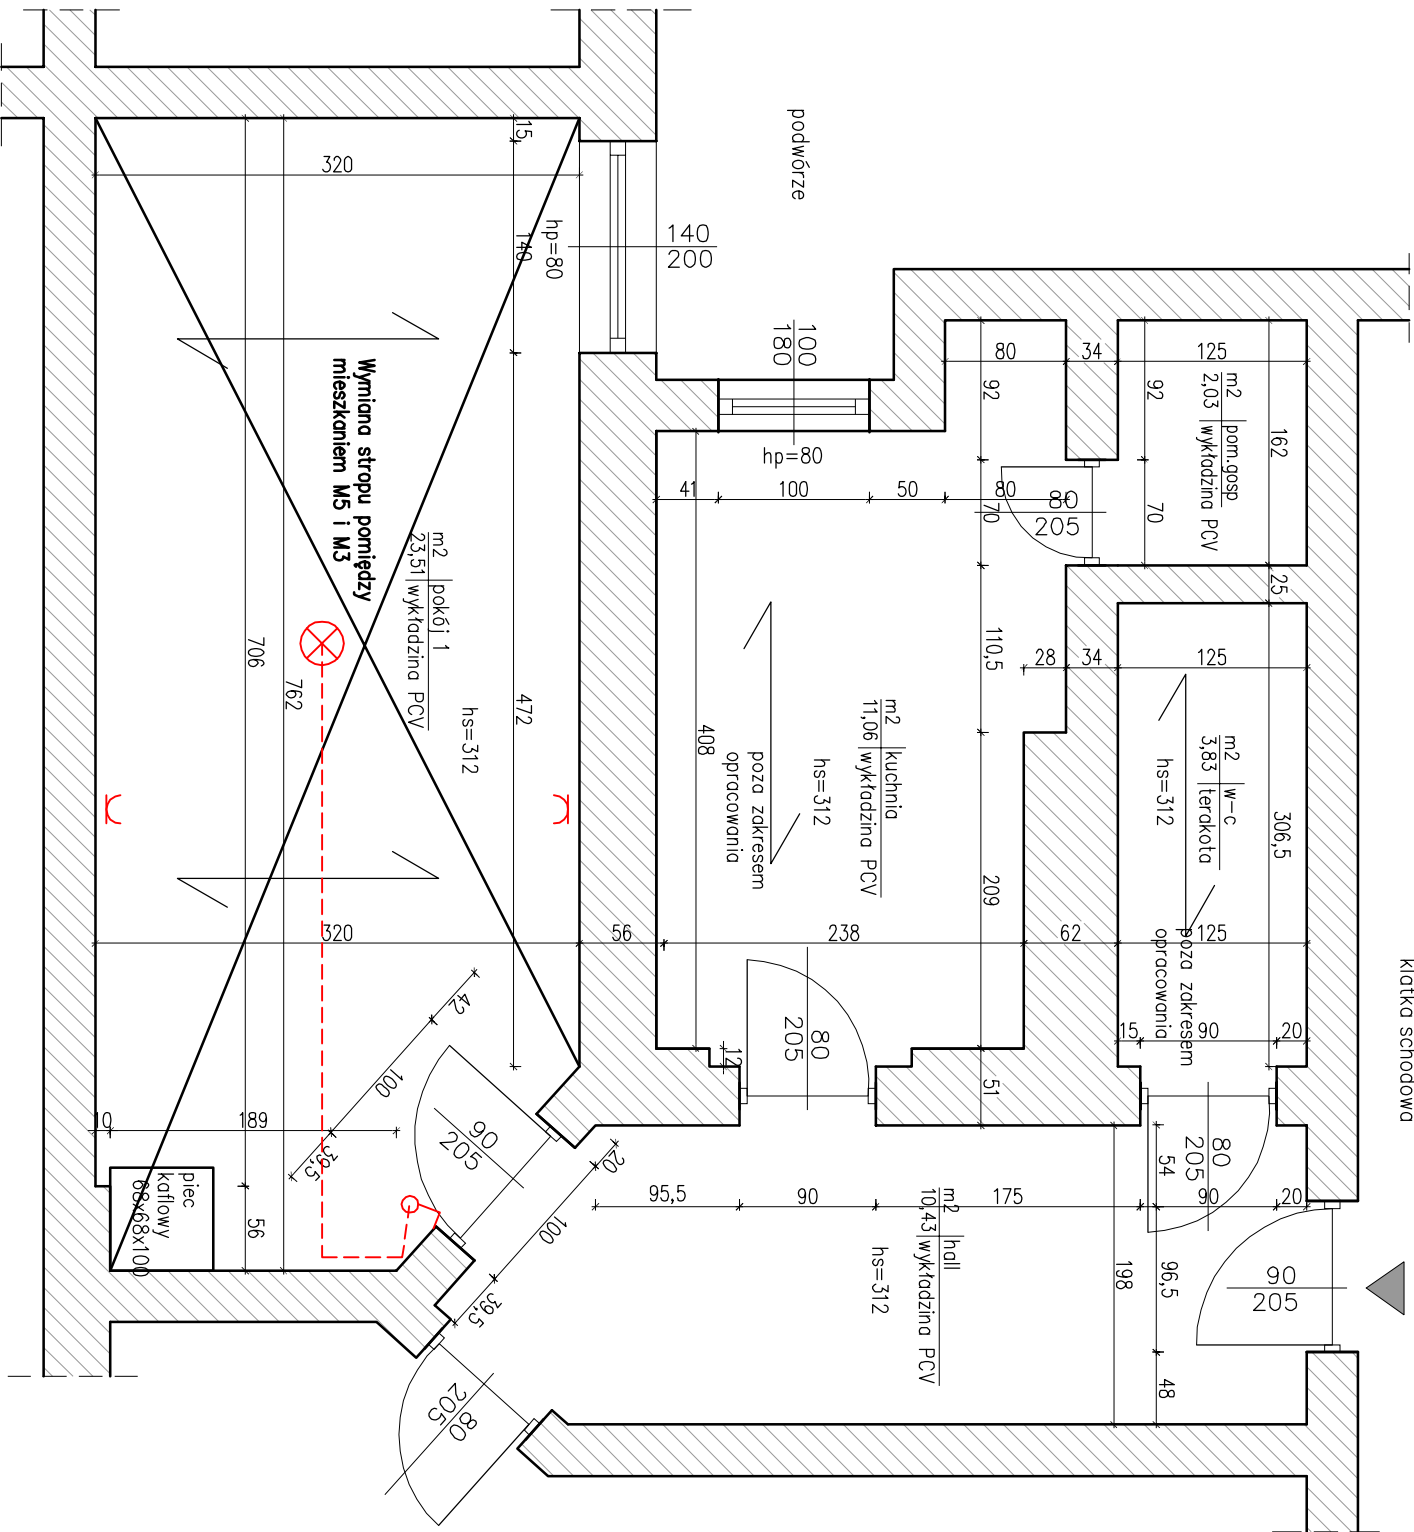 podwórze
klatka schodowa
140
200
hp=80
100
180
hp=80
15
140
320
472
706
762
Wymiana stropu pomiędzy
mieszkaniem M5 i M3
m2 pokój 1
23,51 wykładzina PCV
hs=312
320
56
238
62
125
42
100
39,5
10
189
56
piec
kaflowy
68x68x100
90
205
80
34
125
92
92
162
m2 pom.gosp
2,03 wykładzina PCV
41
100
50
80
70
70
80
205
25
110,5
28
34
125
m2 w-c
3,83 terakota
hs=312
306,5
poza zakresem
opracowania
m2 kuchnia
11,06 wykładzina PCV
hs=312
408
poza zakresem
opracowania
209
12
51
80
205
15
90
20
80
205
54
20
100
39,5
95,5
90
175
90
20
m2 hall
10,43 wykładzina PCV
hs=312
198
96,5
48
90
205
80
205